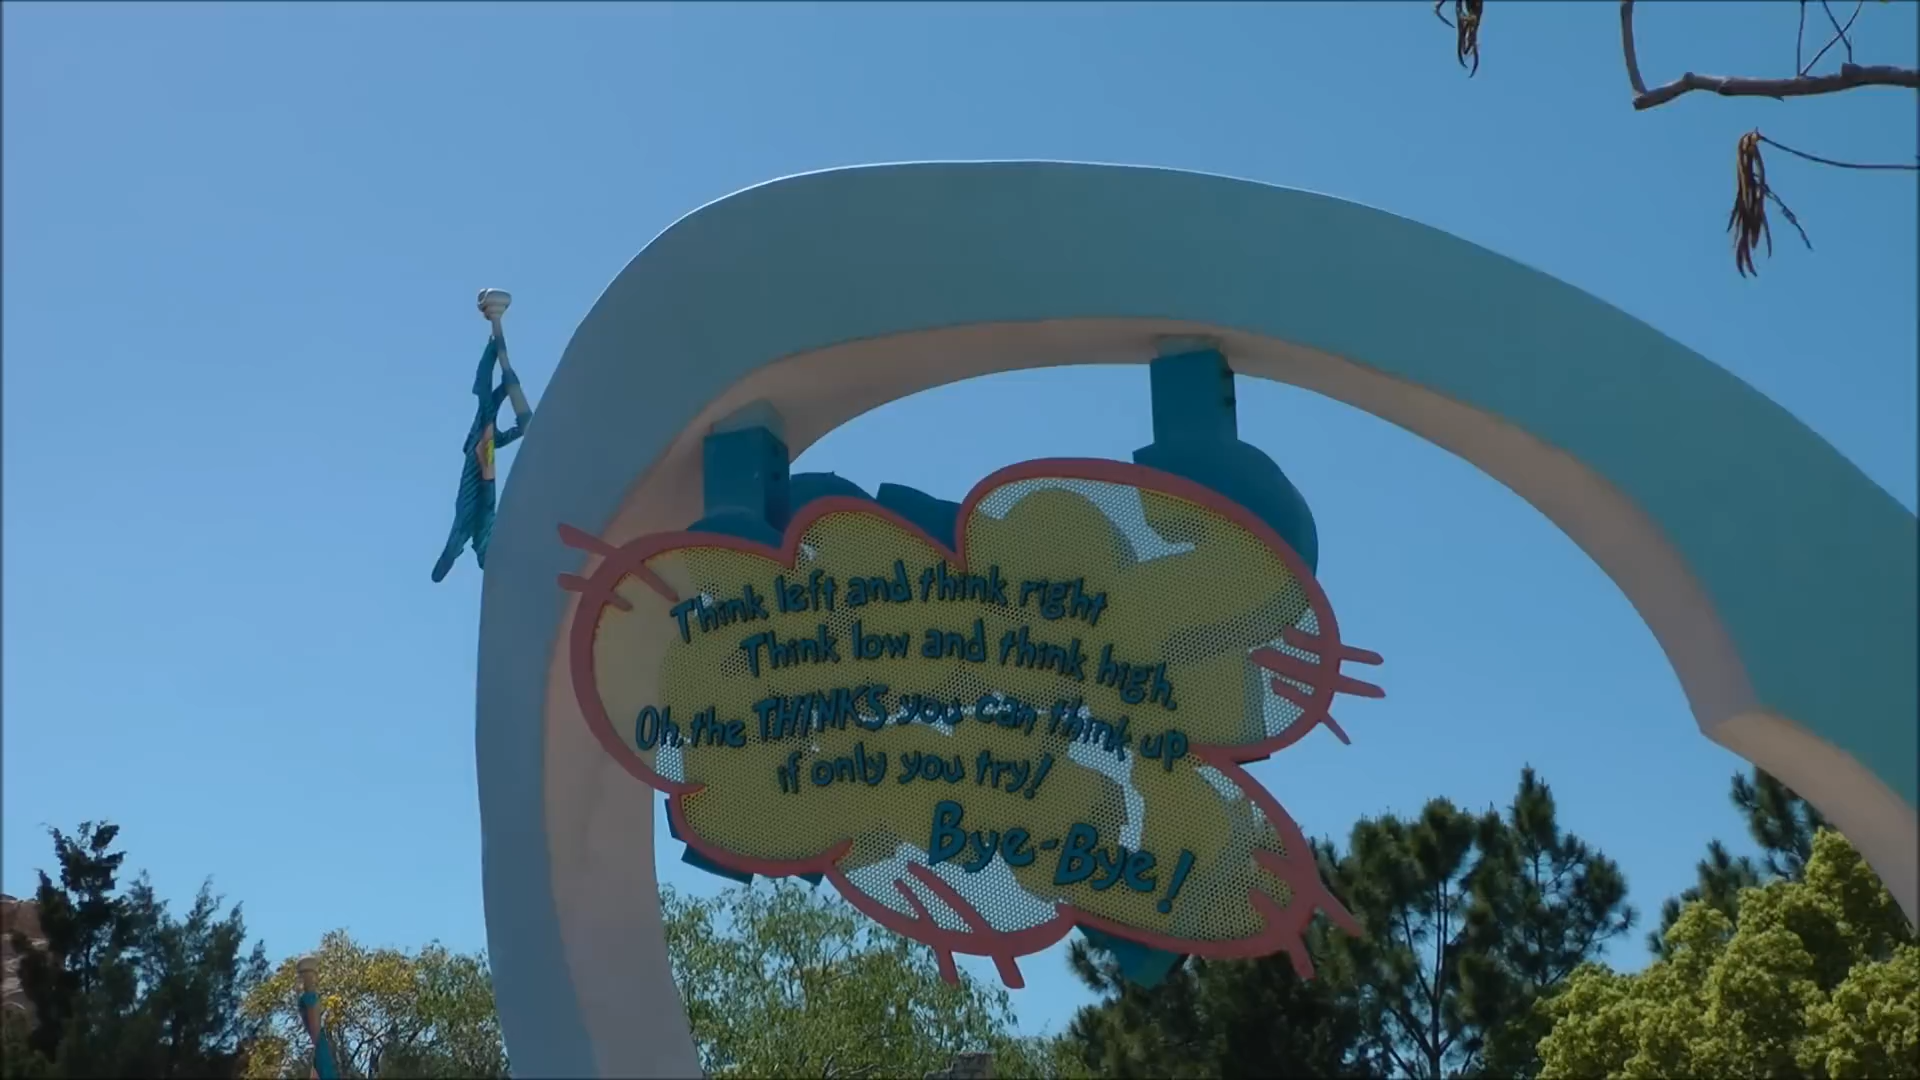 Think left and think right
Think low and think high.
Oh, the THINKS you can think up
if only you try!
Bye-Bye!